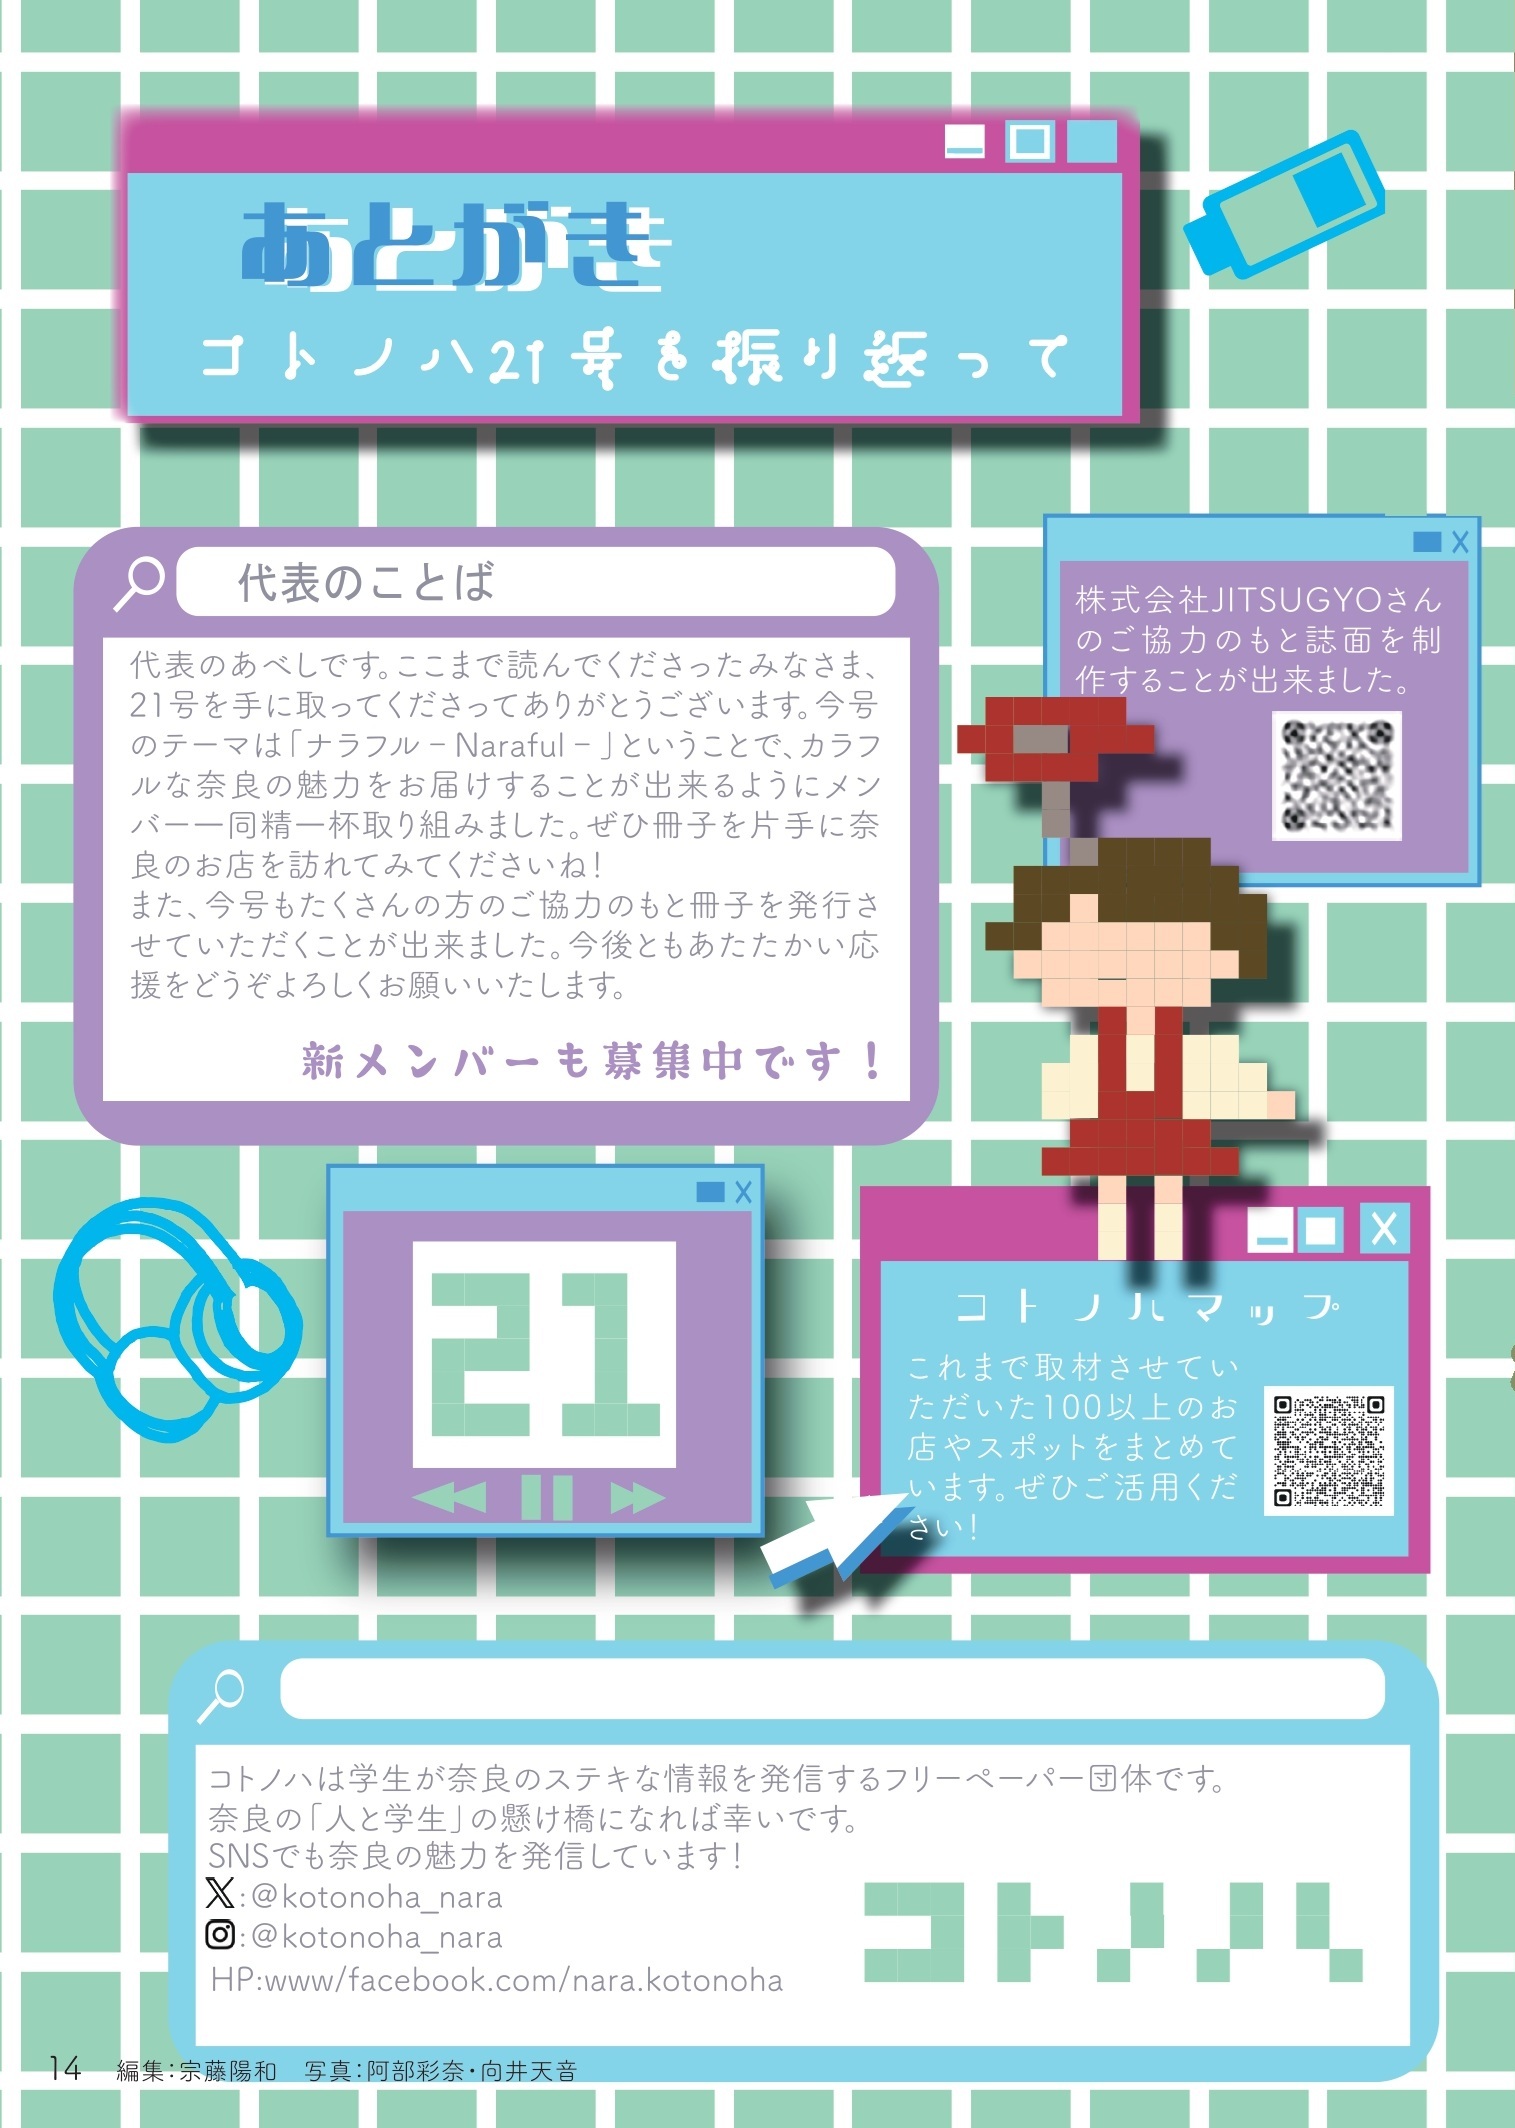 あとがき
コトノハ21号を振り返って
代表のことば
代表のあべしです。ここまで読んでくださったみなさま、
21号を手に取ってくださってありがとうございます。今号
のテーマは「ナラフル － Naraful － 」ということで、カラフ
ルな奈良の魅力をお届けすることが出来るようにメン
バー一同精一杯取り組みました。ぜひ冊子を片手に奈
良のお店を訪れてみてくださいね！
また、今号もたくさんの方のご協力のもと冊子を発行さ
せていただくことが出来ました。今後ともあたたかい応
援をどうぞよろしくお願いいたします。
新メンバーも募集中です！
X
株式会社JITSUGYOさん
のご協力のもと誌面を制
作することが出来ました。
X
21
X
コトノハマップ
これまで取材させてい
ただいた100以上のお
店やスポットをまとめて
います。ぜひご活用くだ
さい！
コトノハは学生が奈良のステキな情報を発信するフリーペーパー団体です。
奈良の「人と学生」の懸け橋になれば幸いです。
SNSでも奈良の魅力を発信しています！
X:@kotonoha_nara
:@kotonoha_nara
HP:www/facebook.com/nara.kotonoha
コトノハ
14　編集：宗藤陽和　写真：阿部彩奈・向井天音